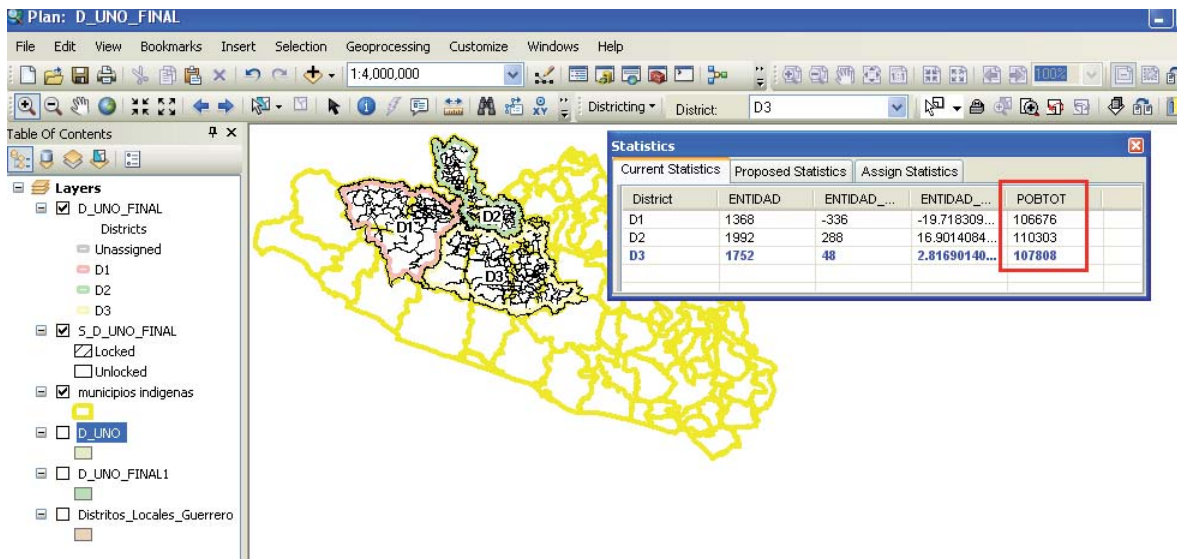 Plan: D_UNO_FINAL
File Edit View Bookmarks Insert Selection Geoprocessing Customize Windows Help
1:4,000,000
100%
Districting District: D3
Table Of Contents
Layers
D_UNO_FINAL
Districts
Unassigned
D1
D2
D3
S_D_UNO_FINAL
Locked
Unlocked
municipios indigenas
D_UNO
D_UNO_FINAL1
Distritos_Locales_Guerrero
D1
D2
D3
Statistics
Current Statistics Proposed Statistics Assign Statistics
District ENTIDAD ENTIDAD_... ENTIDAD_... POBTOT
D1 1368 -336 -19.718309... 106676
D2 1992 288 16.9014084... 110303
D3 1752 48 2.81690140... 107808